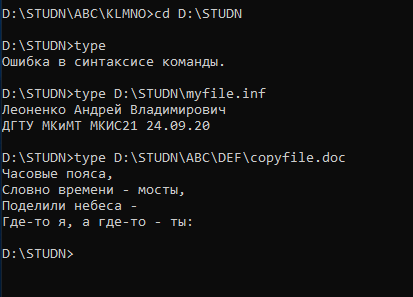 D:\STUDN\ABC\KLMNO>cd D:\STUDN
D:\STUDN>type
Ошибка в синтаксисе команды.
D:\STUDN>type D:\STUDN\myfile.inf
Леоненко Андрей Владимирович
ДГТУ МКиМТ МКИС21 24.09.20
D:\STUDN>type D:\STUDN\ABC\DEF\copyfile.doc
Часовые пояса,
Словно времени - мосты,
Поделили небеса -
Где-то я, а где-то - ты:
D:\STUDN>